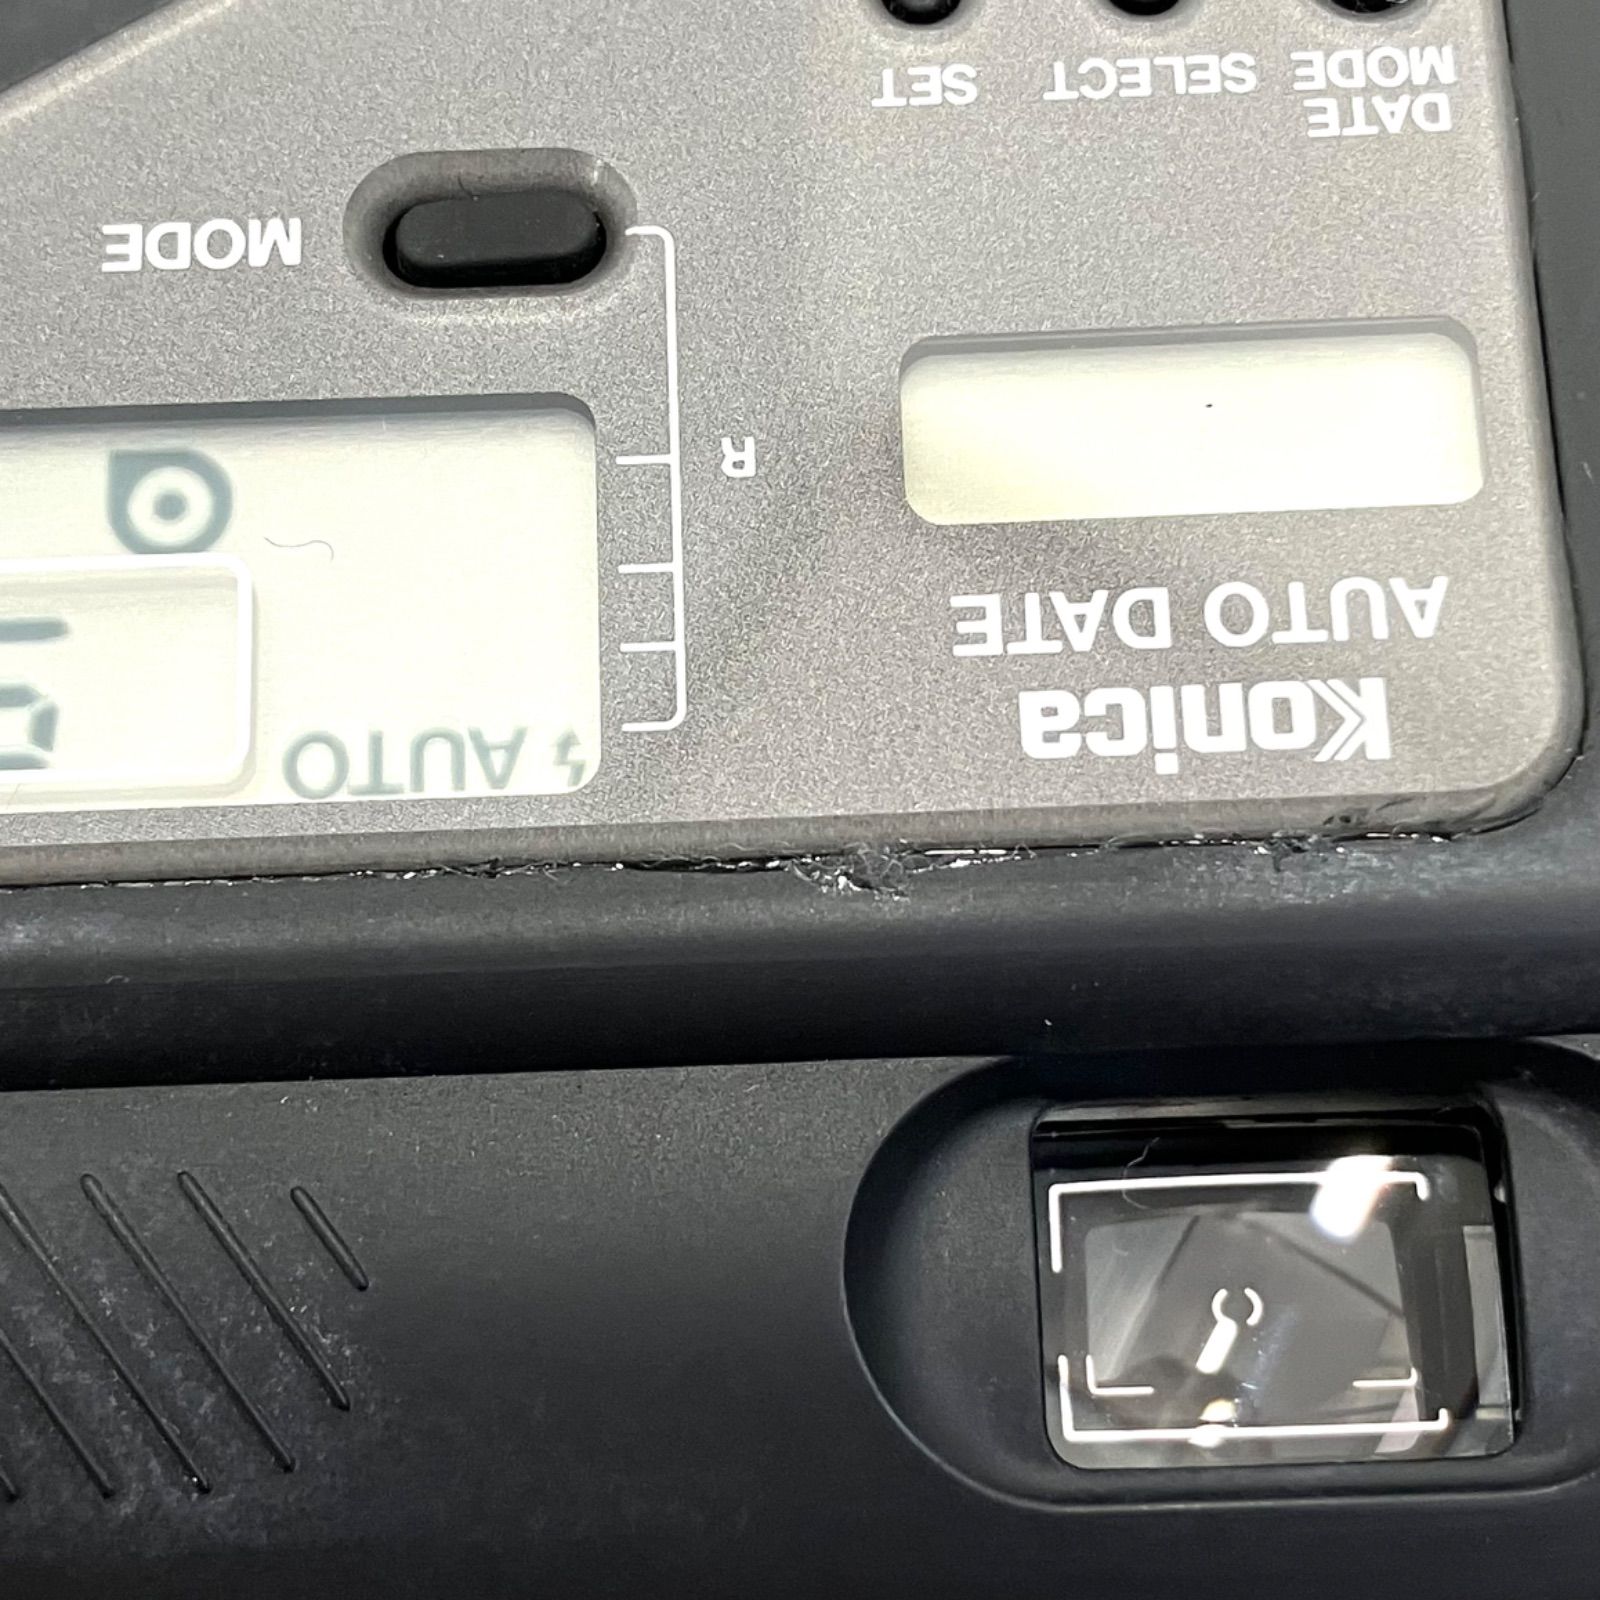 Konica
AUTO DATE
⚡ AUTO
R
MODE
DATE
MODE
SELECT
SET